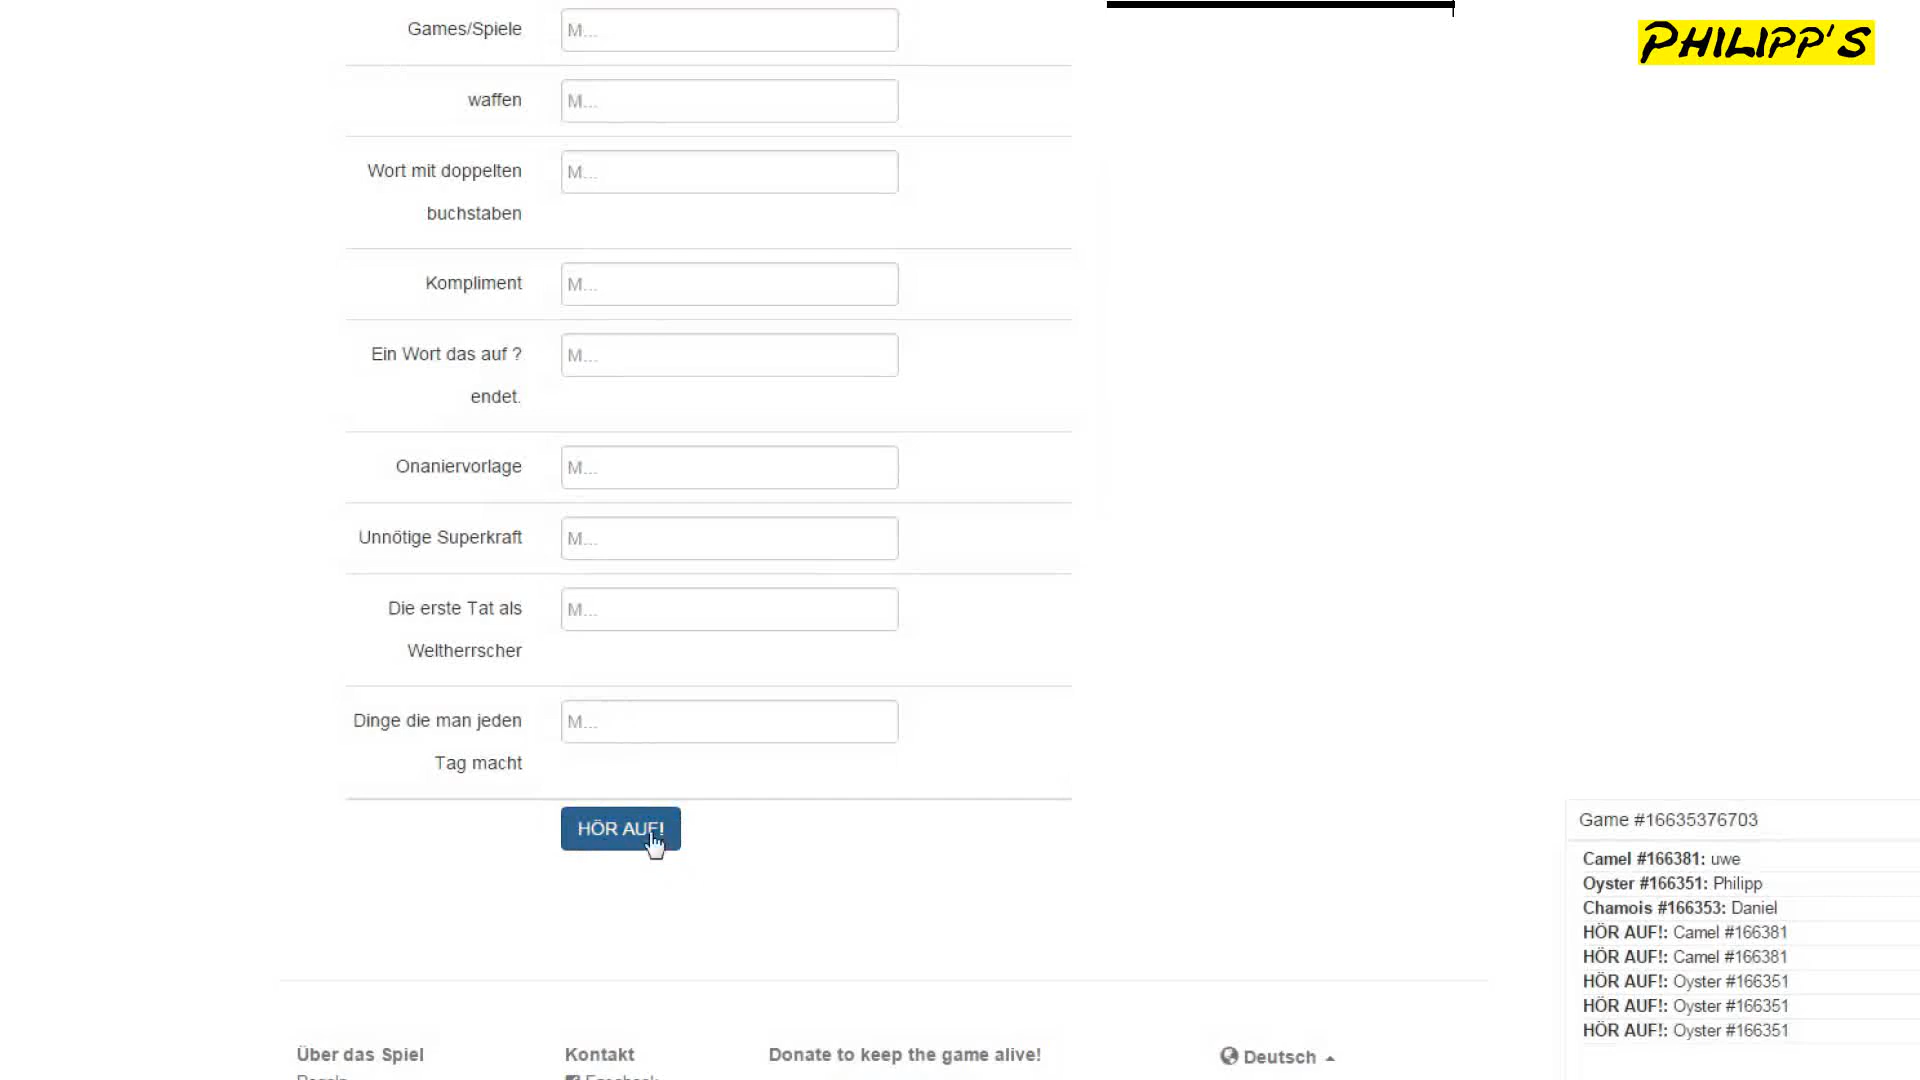 PHILIPP'S
Games/Spiele
M...
waffen
M...
Wort mit doppelten
buchstaben
M...
Kompliment
M...
Ein Wort das auf ?
endet.
M...
Onaniervorlage
M...
Unnötige Superkraft
M...
Die erste Tat als
Weltherrscher
M...
Dinge die man jeden
Tag macht
M...
HÖR AUF!
Game #16635376703
Camel #166381: uwe
Oyster #166351: Philipp
Chamois #166353: Daniel
HÖR AUF!: Camel #166381
HÖR AUF!: Camel #166381
HÖR AUF!: Oyster #166351
HÖR AUF!: Oyster #166351
HÖR AUF!: Oyster #166351
Über das Spiel
Kontakt
Donate to keep the game alive!
Deutsch
Regeln
Facebook